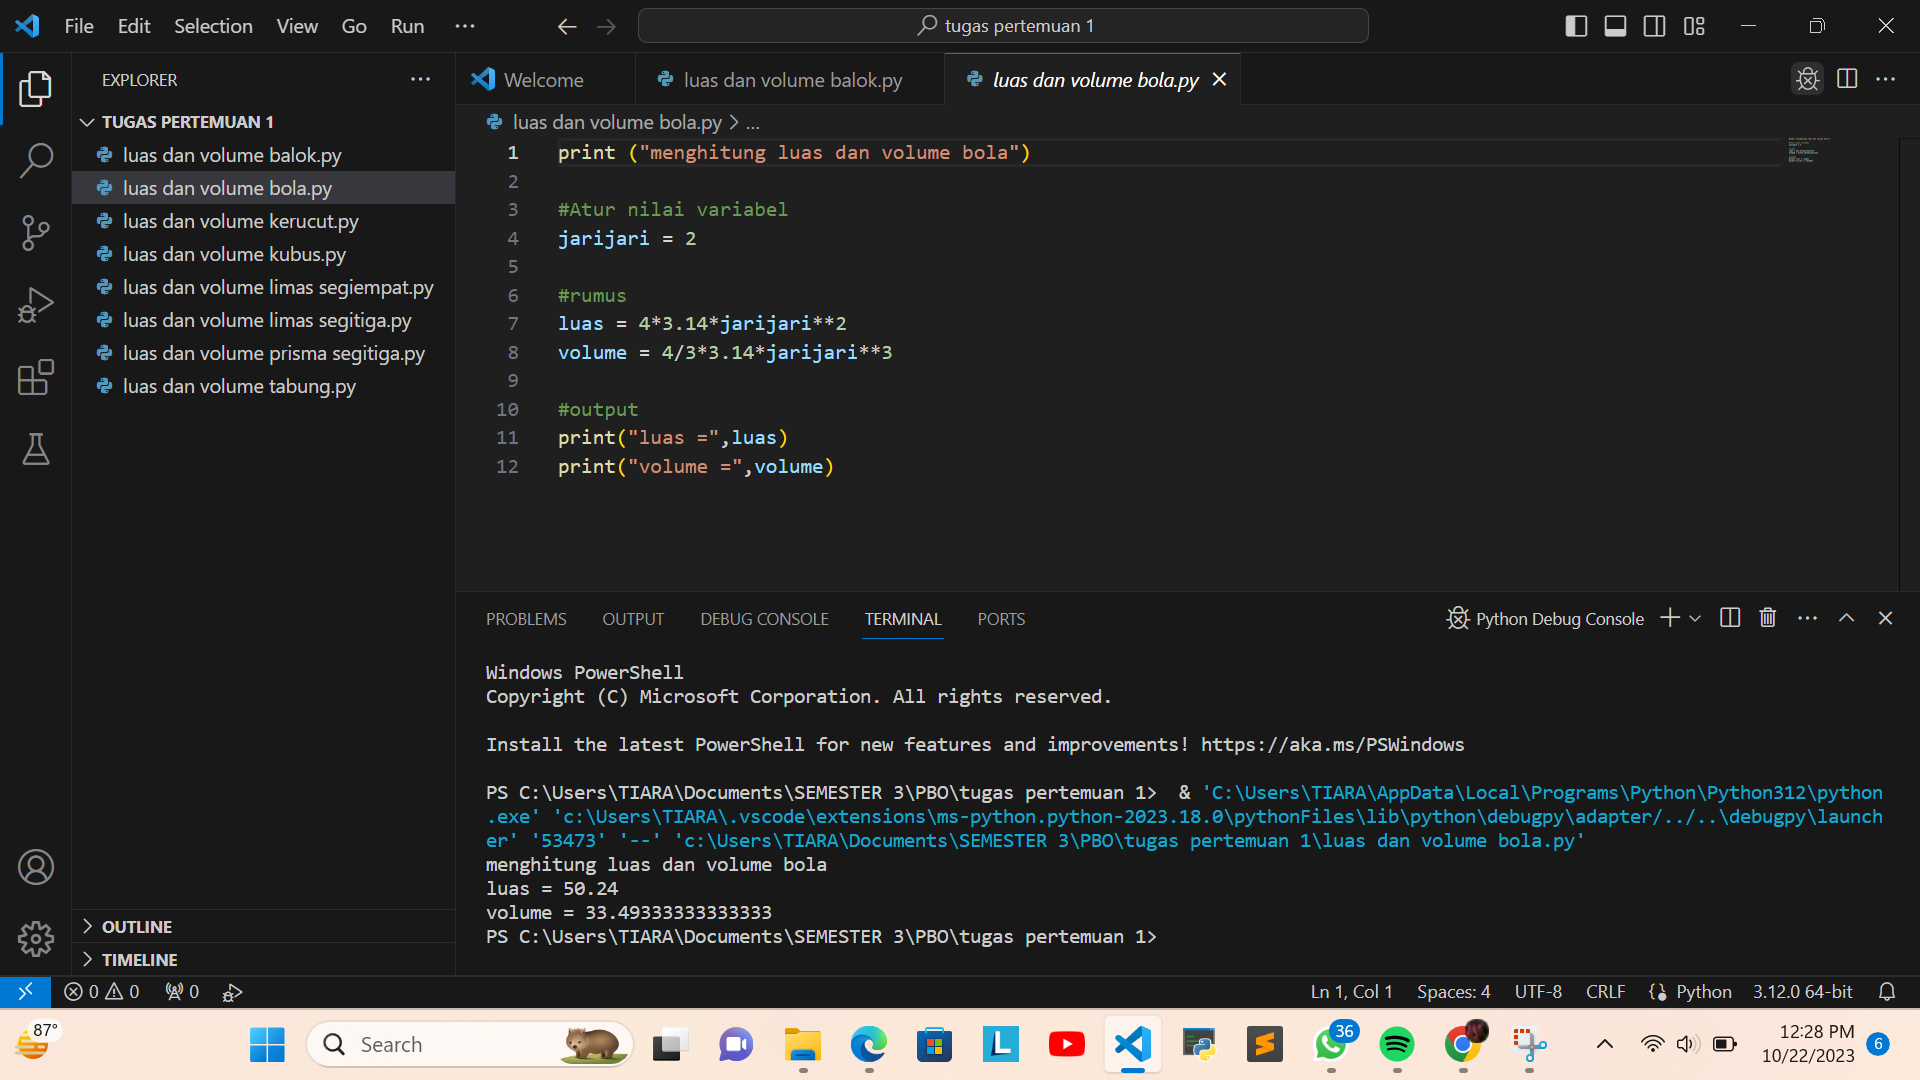 File Edit Selection View Go Run ···
tugas pertemuan 1
EXPLORER
TUGAS PERTEMUAN 1
luas dan volume balok.py
luas dan volume bola.py
luas dan volume kerucut.py
luas dan volume kubus.py
luas dan volume limas segiempat.py
luas dan volume limas segitiga.py
luas dan volume prisma segitiga.py
luas dan volume tabung.py
OUTLINE
TIMELINE
Welcome luas dan volume balok.py luas dan volume bola.py
luas dan volume bola.py > ...
1 print ("menghitung luas dan volume bola")
2
3 #Atur nilai variabel
4 jarijari = 2
5
6 #rumus
7 luas = 4*3.14*jarijari**2
8 volume = 4/3*3.14*jarijari**3
9
10 #output
11 print("luas =",luas)
12 print("volume =",volume)
PROBLEMS OUTPUT DEBUG CONSOLE TERMINAL PORTS Python Debug Console
Windows PowerShell
Copyright (C) Microsoft Corporation. All rights reserved.
Install the latest PowerShell for new features and improvements! https://aka.ms/PSWindows
PS C:\Users\TIARA\Documents\SEMESTER 3\PBO\tugas pertemuan 1>  & 'C:\Users\TIARA\AppData\Local\Programs\Python\Python312\python
.exe' 'c:\Users\TIARA\.vscode\extensions\ms-python.python-2023.18.0\pythonFiles\lib\python\debugpy\adapter/../..\debugpy\launch
er' '53473' '--' 'c:\Users\TIARA\Documents\SEMESTER 3\PBO\tugas pertemuan 1\luas dan volume bola.py'
menghitung luas dan volume bola
luas = 50.24
volume = 33.49333333333333
PS C:\Users\TIARA\Documents\SEMESTER 3\PBO\tugas pertemuan 1>
0 0 0 Ln 1, Col 1 Spaces: 4 UTF-8 CRLF Python 3.12.0 64-bit
87° Search L 36 12:28 PM
10/22/2023 6